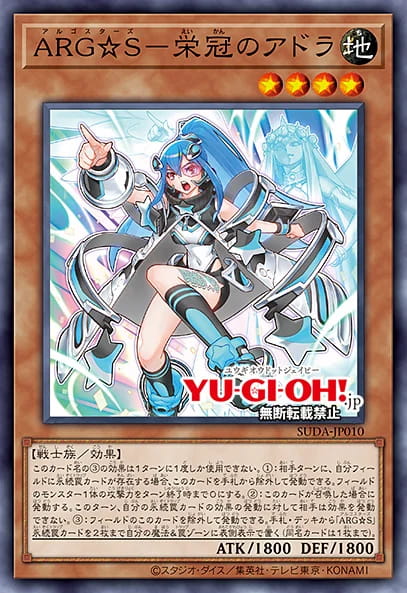 アルゴスターズ えいかん
ARG☆S－栄冠のアドラ
地
ユウギオウドットジェイピー
YU-GI-OH!.jp
無断転載禁止
SUDA-JP010
【戦士族／効果】
このカード名の③の効果は１ターンに１度しか使用できない。①：相手ターンに、自分フィール
ドに永続罠カードが存在する場合、このカードを手札から除外して発動できる。フィールド
のモンスター１体の攻撃力をターン終了時まで０にする。②：このカードが召喚した場合に
発動する。このターン、自分の永続罠カードの効果の発動に対して相手は効果を発動で
きない。③：フィールドのこのカードを除外して発動できる。手札・デッキから「ARG☆S」
永続罠カードを２枚まで自分の魔法＆罠ゾーンに表側表示で置く(同名カードは１枚まで)。
ATK/1800 DEF/1800
©スタジオ・ダイス／集英社・テレビ東京・KONAMI